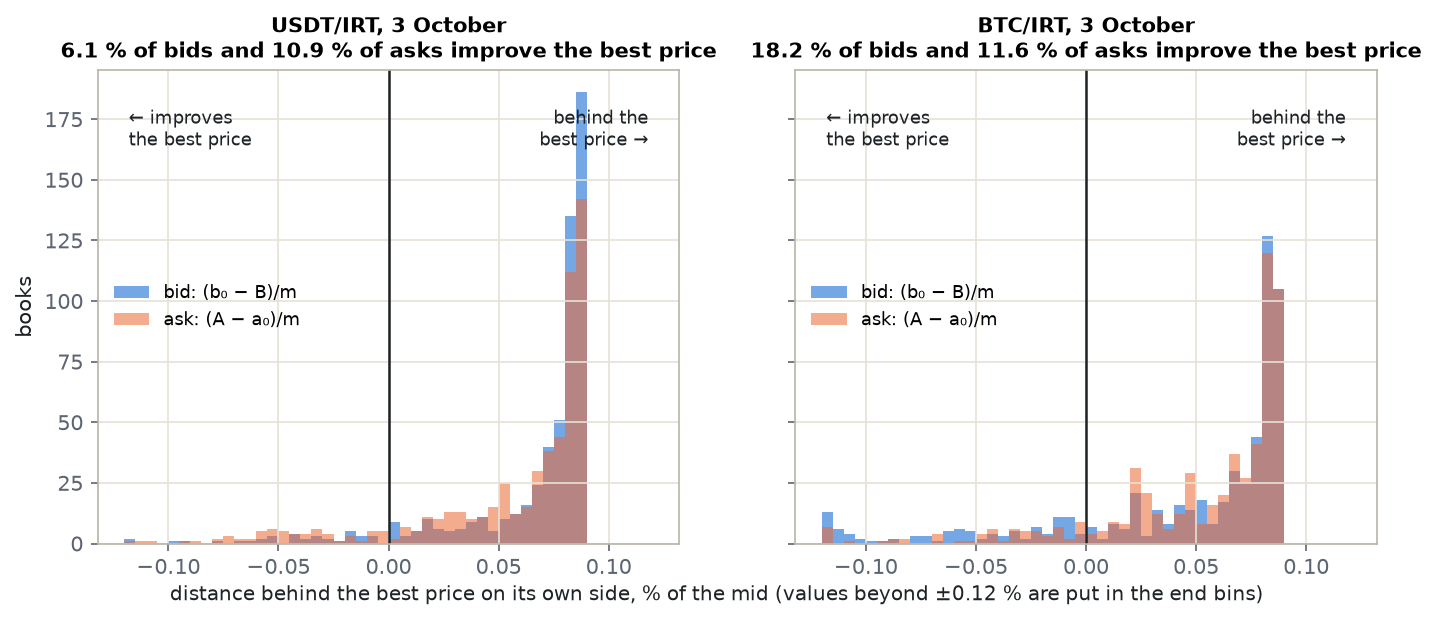 USDT/IRT, 3 October
6.1 % of bids and 10.9 % of asks improve the best price
BTC/IRT, 3 October
18.2 % of bids and 11.6 % of asks improve the best price
← improves
the best price
behind the
best price →
← improves
the best price
behind the
best price →
bid: (b₀ − B)/m
ask: (A − a₀)/m
bid: (b₀ − B)/m
ask: (A − a₀)/m
books
175
150
125
100
75
50
25
0
−0.10
−0.05
0.00
0.05
0.10
−0.10
−0.05
0.00
0.05
0.10
distance behind the best price on its own side, % of the mid (values beyond ±0.12 % are put in the end bins)